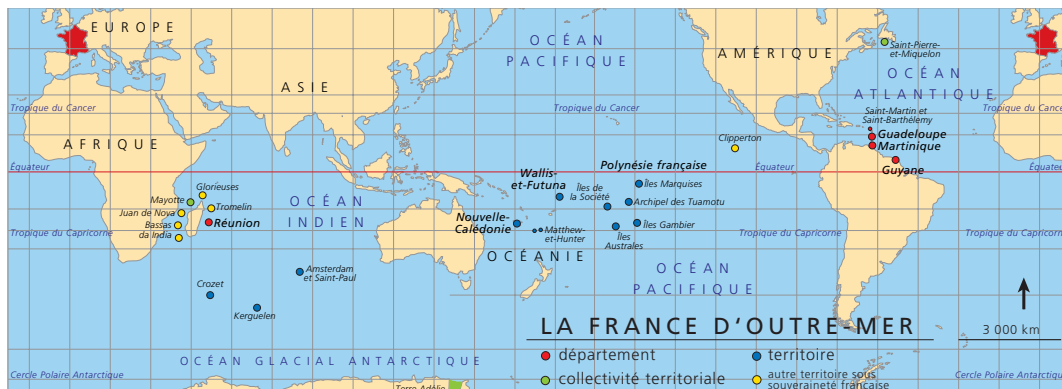 EUROPE
ASIE
AFRIQUE
OCÉAN
PACIFIQUE
AMÉRIQUE
Saint-Pierre-
et-Miquelon
OCÉAN
ATLANTIQUE
Tropique du Cancer
Tropique du Cancer
Tropique du Cancer
Tropique du Cancer
Saint-Martin et
Saint-Barthélemy
Guadeloupe
Martinique
Guyane
Clipperton
Équateur
Équateur
Équateur
Glorieuses
Mayotte
Tromelin
Juan de Nova
Bassas
da India
Réunion
OCÉAN
INDIEN
Polynésie française
Wallis-
et-Futuna
Îles de
la Société
Îles Marquises
Archipel des Tuamotu
Îles Gambier
Îles
Australes
Nouvelle-
Calédonie
Matthew-
et-Hunter
OCÉANIE
Tropique du Capricorne
Tropique du Capricorne
Tropique du Capricorne
Amsterdam
et Saint-Paul
Crozet
Kerguelen
OCÉAN
PACIFIQUE
LA FRANCE D'OUTRE-MER
3 000 km
département
territoire
collectivité territoriale
autre territoire sous
souveraineté française
OCÉAN GLACIAL ANTARCTIQUE
Cercle Polaire Antarctique
Cercle Polaire Antarctique
Terre Adélie